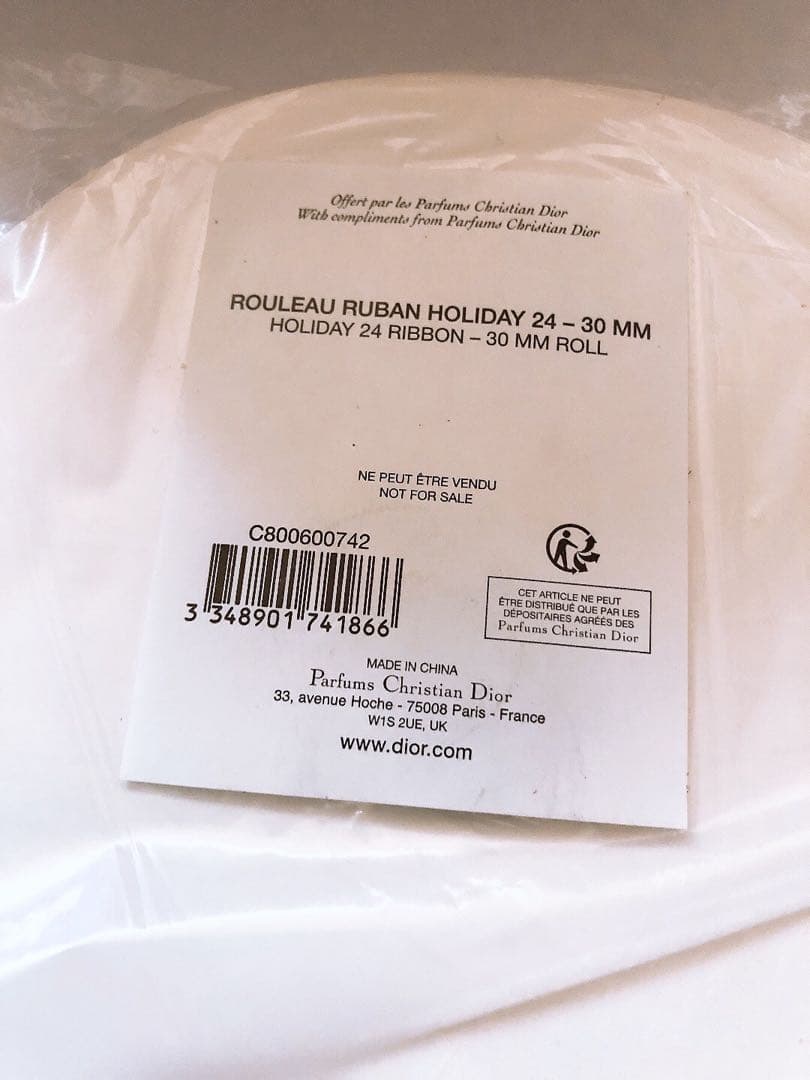 Offert par les Parfums Christian Dior
With compliments from Parfums Christian Dior
ROULEAU RUBAN HOLIDAY 24 – 30 MM
HOLIDAY 24 RIBBON – 30 MM ROLL
NE PEUT ÊTRE VENDU
NOT FOR SALE
C800600742
3 348901 741866
CET ARTICLE NE PEUT
ÊTRE DISTRIBUÉ QUE PAR LES
DÉPOSITAIRES AGRÉÉS DES
Parfums Christian Dior
MADE IN CHINA
Parfums Christian Dior
33, avenue Hoche - 75008 Paris - France
W1S 2UE, UK
www.dior.com